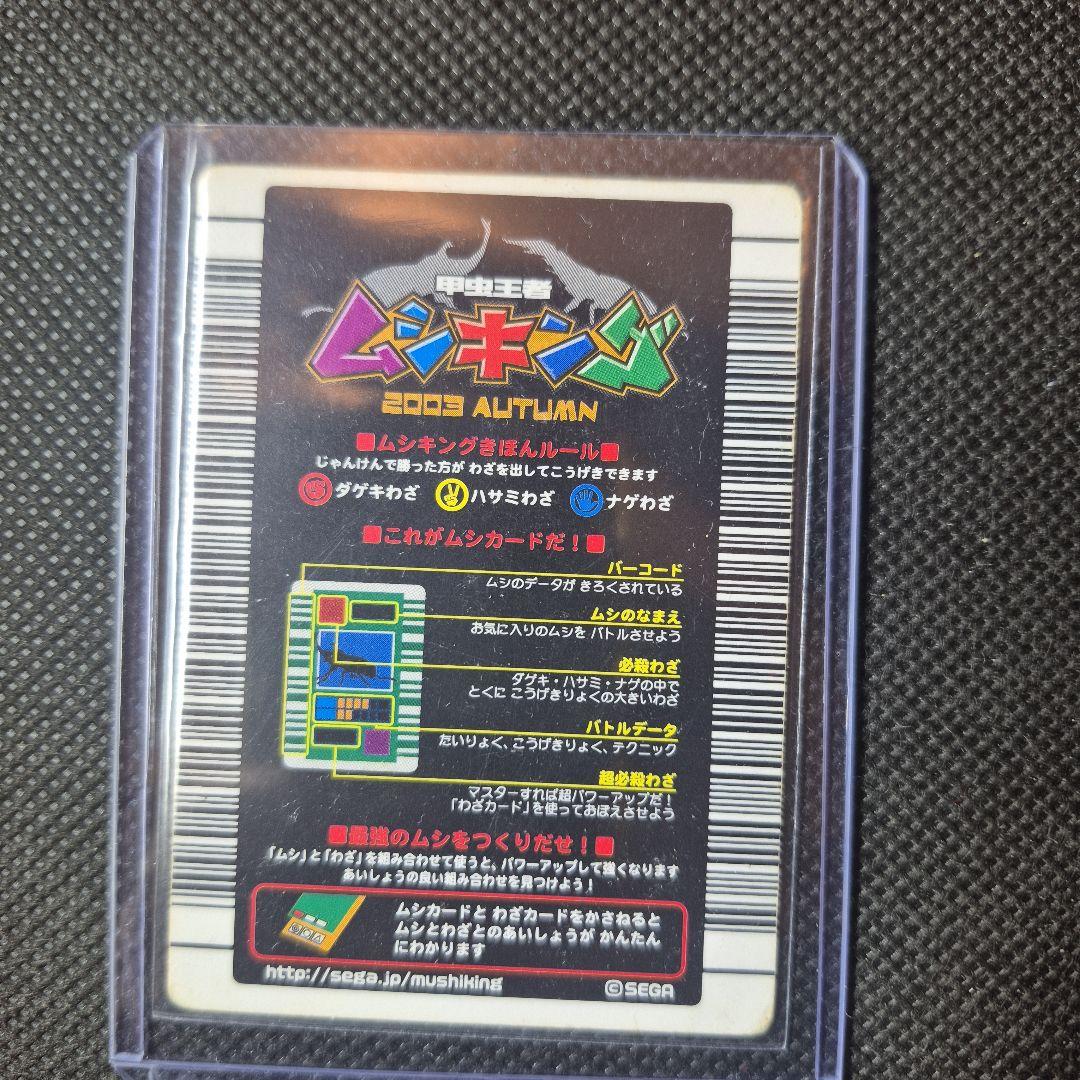 甲虫王者
ムシキング
2003 AUTUMN
■ムシキングきほんルール■
じゃんけんで勝った方が わざを出してこうげきできます
ダゲキわざ ハサミわざ ナゲわざ
■これがムシカードだ！■
バーコード
ムシのデータが きろくされている
ムシのなまえ
お気に入りのムシを バトルさせよう
必殺わざ
ダゲキ・ハサミ・ナゲの中で
とくに こうげきりょくの大きいわざ
バトルデータ
たいりょく、こうげきりょく、テクニック
超必殺わざ
マスターすれば超パワーアップだ！
「わざカード」を使っておぼえさせよう
■最強のムシをつくりだせ！■
「ムシ」と「わざ」を組み合わせて使うと、パワーアップして強くなります
あいしょうの良い組み合わせを見つけよう！
ムシカードと わざカードをかさねると
ムシとわざとのあいしょうが かんたん
にわかります
http://sega.jp/mushiking
©SEGA